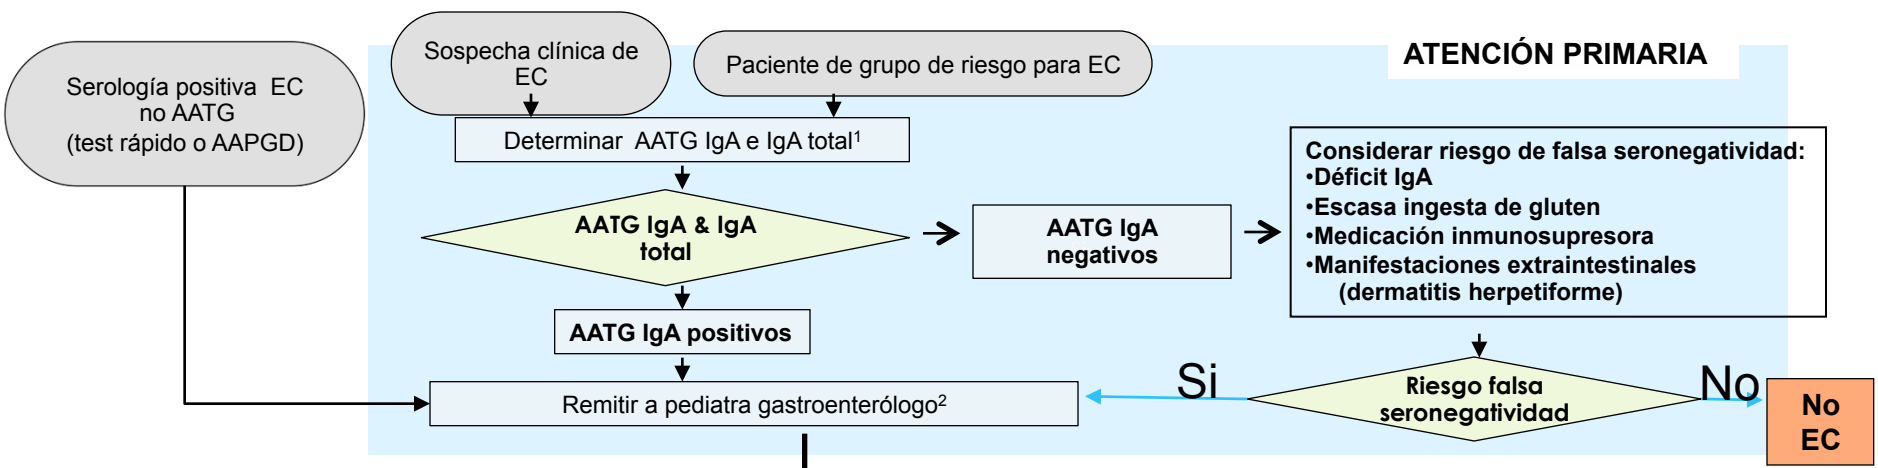 ATENCIÓN PRIMARIA
Serología positiva EC
no AATG
(test rápido o AAPGD)
Sospecha clínica de
EC
Paciente de grupo de riesgo para EC
Determinar AATG IgA e IgA total¹
AATG IgA & IgA
total
AATG IgA
negativos
Considerar riesgo de falsa seronegatividad:
•Déficit IgA
•Escasa ingesta de gluten
•Medicación inmunosupresora
•Manifestaciones extraintestinales
(dermatitis herpetiforme)
AATG IgA positivos
Remitir a pediatra gastroenterólogo²
Si
Riesgo falsa
seronegatividad
No
No
EC